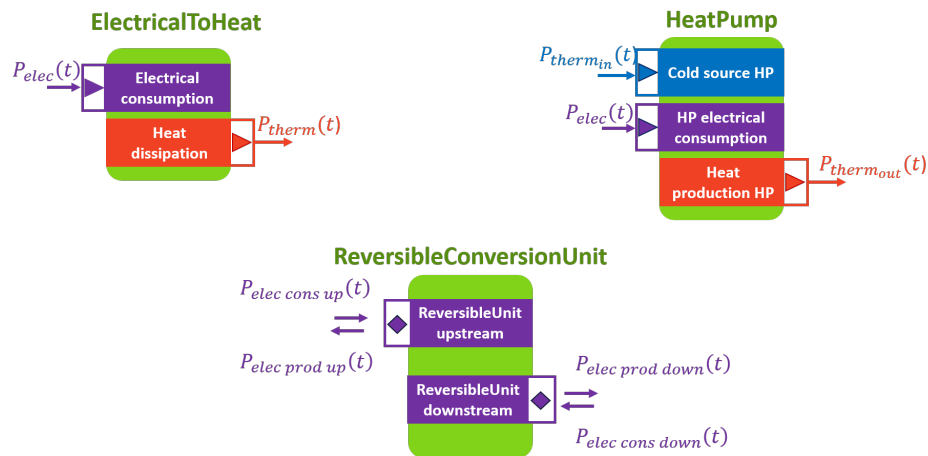 ElectricalToHeat
P_elec(t)
Electrical
consumption
Heat
dissipation
P_therm(t)
HeatPump
P_therm_in(t)
Cold source HP
P_elec(t)
HP electrical
consumption
Heat
production HP
P_therm_out(t)
ReversibleConversionUnit
P_elec cons up(t)
P_elec prod up(t)
ReversibleUnit
upstream
ReversibleUnit
downstream
P_elec prod down(t)
P_elec cons down(t)